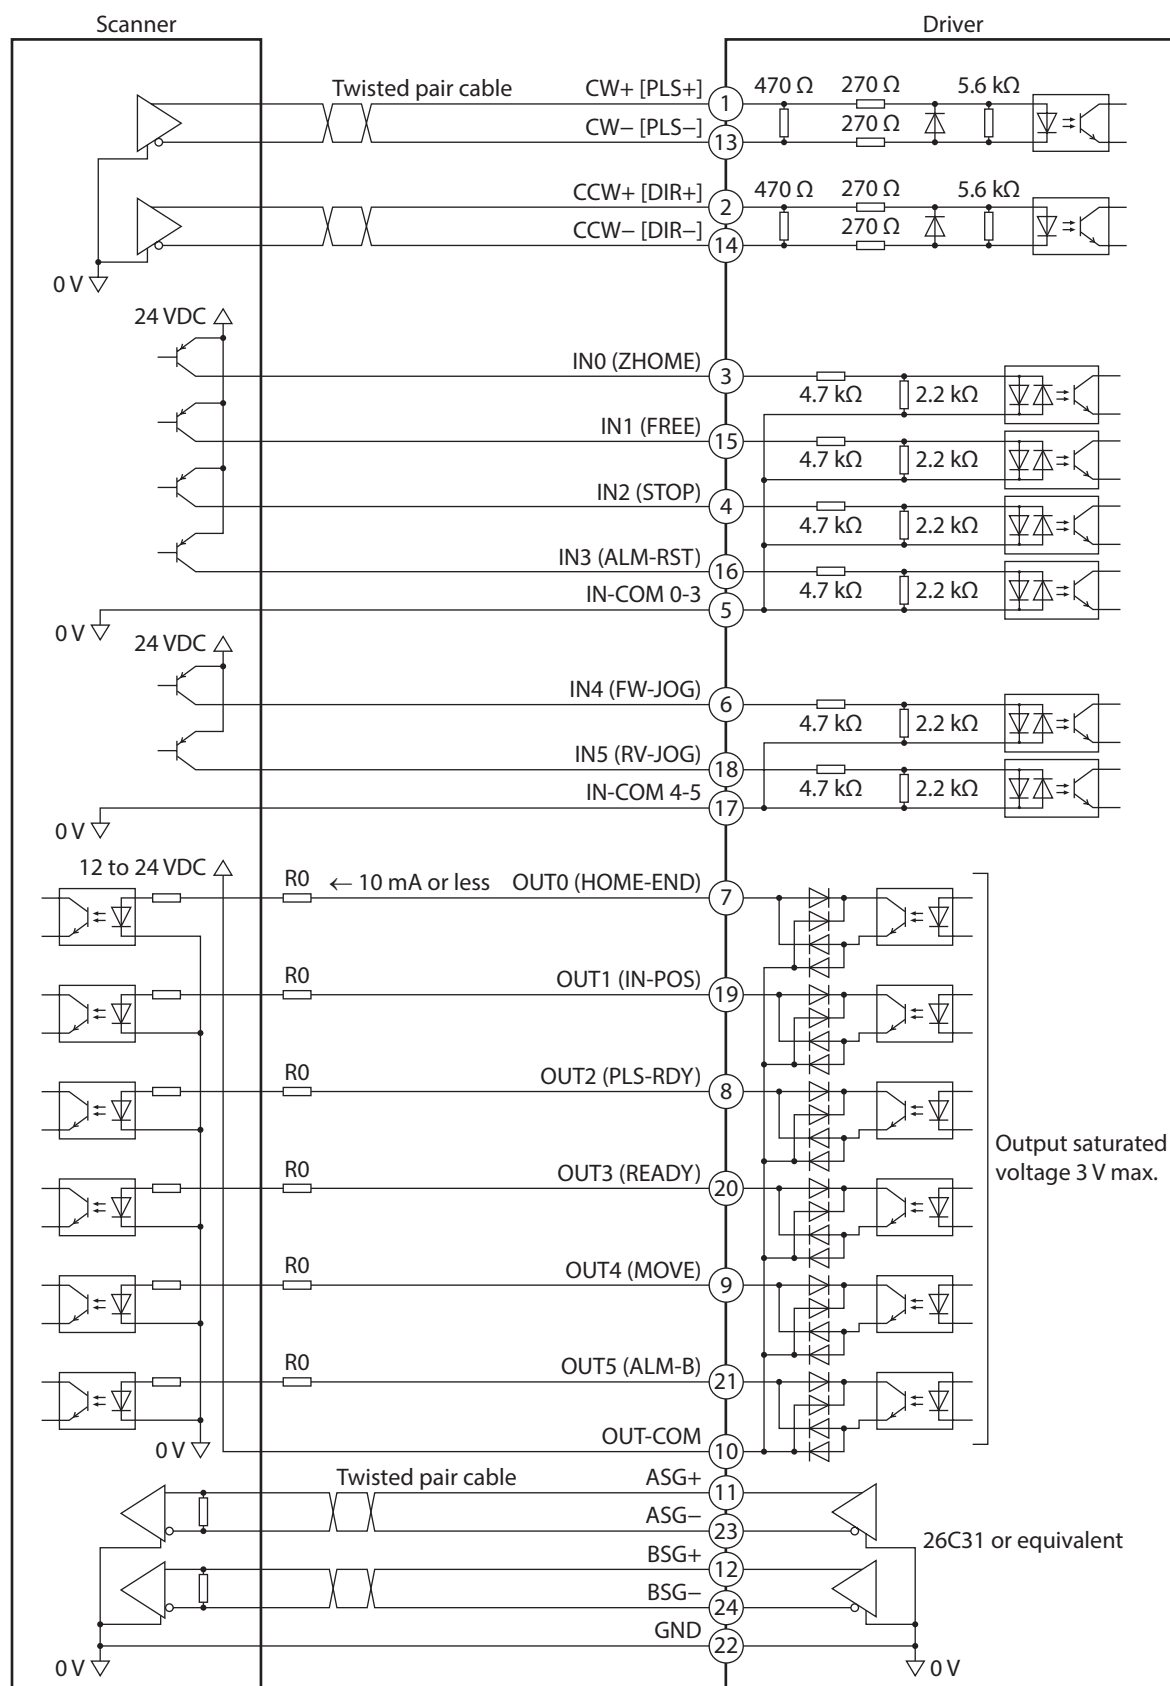 Scanner
Driver
Twisted pair cable
CW+ [PLS+]
1
470 Ω
270 Ω
5.6 kΩ
CW− [PLS−]
13
270 Ω
CCW+ [DIR+]
2
470 Ω
270 Ω
5.6 kΩ
CCW− [DIR−]
14
270 Ω
0 V
24 VDC
IN0 (ZHOME)
3
4.7 kΩ
2.2 kΩ
IN1 (FREE)
15
4.7 kΩ
2.2 kΩ
IN2 (STOP)
4
4.7 kΩ
2.2 kΩ
IN3 (ALM-RST)
16
4.7 kΩ
2.2 kΩ
IN-COM 0-3
5
0 V
24 VDC
IN4 (FW-JOG)
6
4.7 kΩ
2.2 kΩ
IN5 (RV-JOG)
18
4.7 kΩ
2.2 kΩ
IN-COM 4-5
17
0 V
12 to 24 VDC
R0
← 10 mA or less
OUT0 (HOME-END)
7
R0
OUT1 (IN-POS)
19
R0
OUT2 (PLS-RDY)
8
Output saturated
voltage 3 V max.
R0
OUT3 (READY)
20
R0
OUT4 (MOVE)
9
R0
OUT5 (ALM-B)
21
0 V
OUT-COM
10
Twisted pair cable
ASG+
11
ASG−
23
26C31 or equivalent
BSG+
12
BSG−
24
GND
22
0 V
0 V